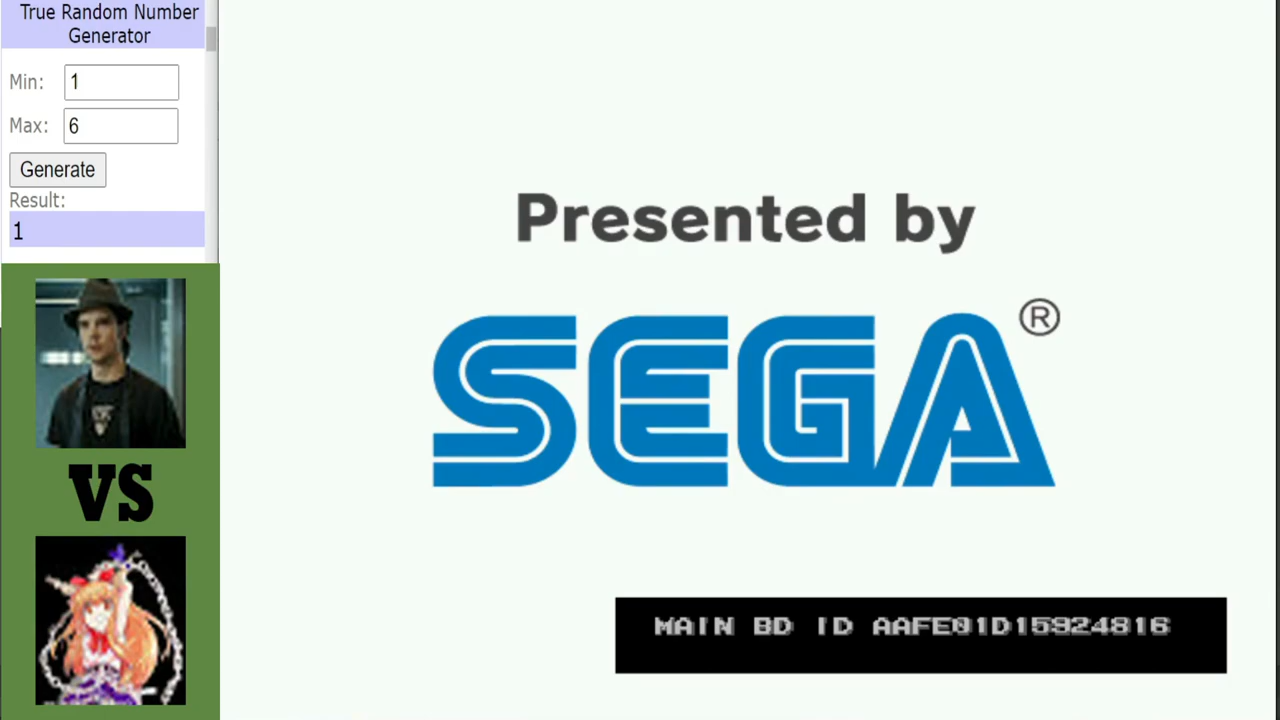 True Random Number
Generator
Min: 1
Max: 6
Generate
Result:
1
VS
Presented by
SEGA®
MAIN BD ID AAFE01D15924816